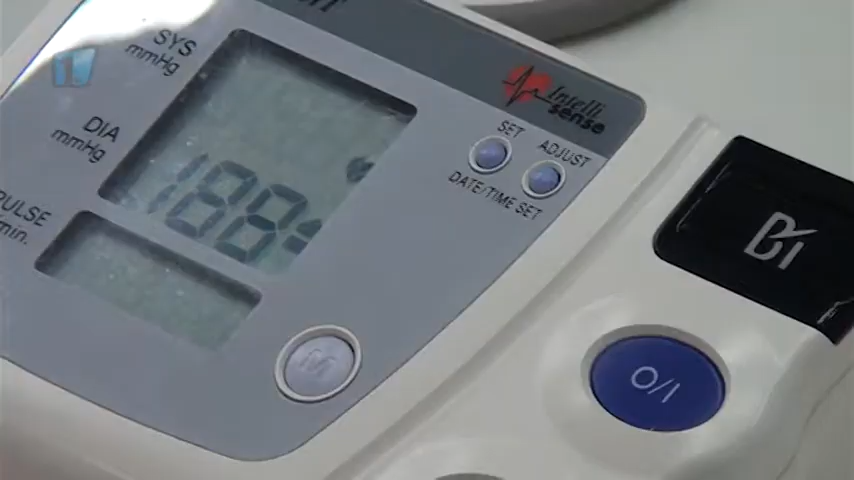 SYS
mmHg
DIA
mmHg
188
PULSE
/min.
Intelli
sense
SET
ADJUST
DATE/TIME SET
M
O/I